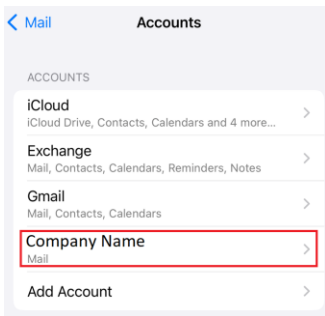 Mail
Accounts
ACCOUNTS
iCloud
iCloud Drive, Contacts, Calendars and 4 more...
Exchange
Mail, Contacts, Calendars, Reminders, Notes
Gmail
Mail, Contacts, Calendars
Company Name
Mail
Add Account